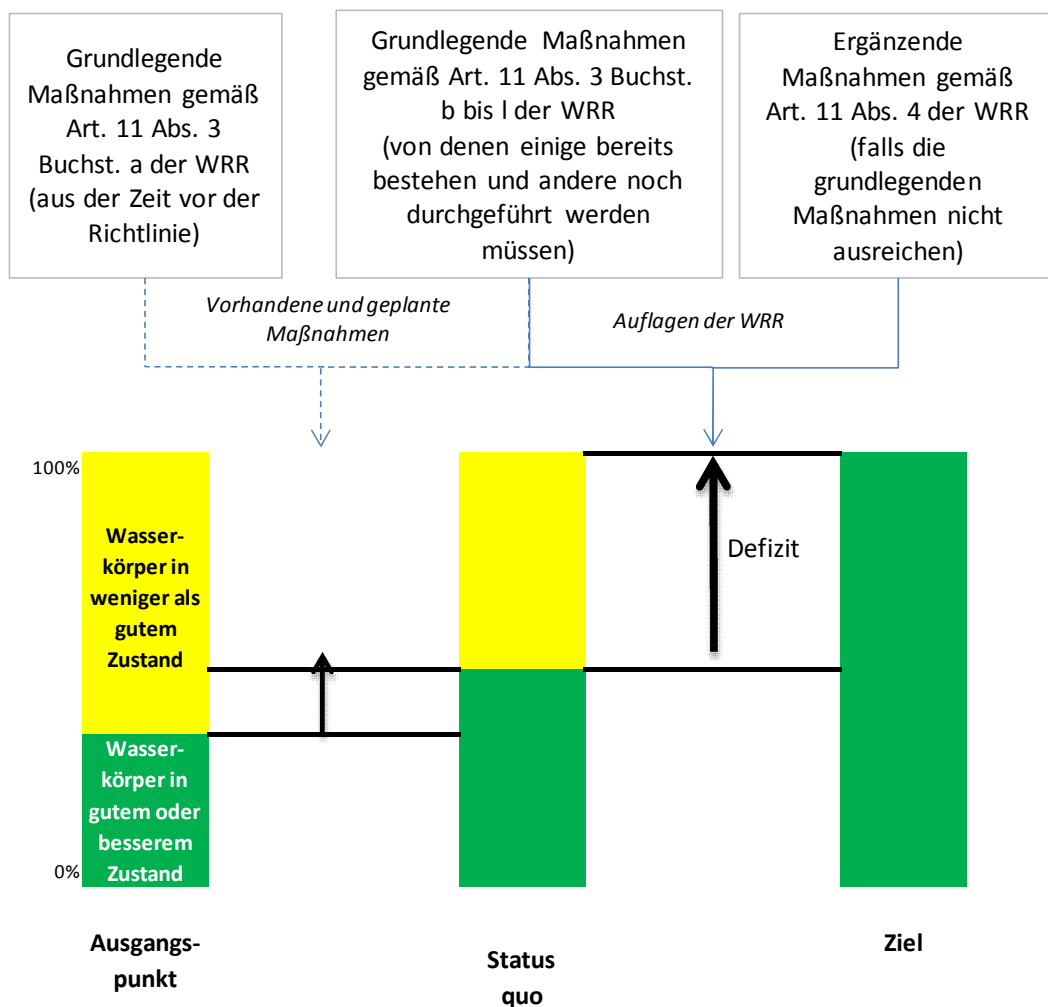 Grundlegende
Maßnahmen gemäß
Art. 11 Abs. 3
Buchst. a der WRR
(aus der Zeit vor der
Richtlinie)
Grundlegende Maßnahmen
gemäß Art. 11 Abs. 3 Buchst.
b bis l der WRR
(von denen einige bereits
bestehen und andere noch
durchgeführt werden
müssen)
Ergänzende
Maßnahmen gemäß
Art. 11 Abs. 4 der WRR
(falls die
grundlegenden
Maßnahmen nicht
ausreichen)
Vorhandene und geplante
Maßnahmen
Auflagen der WRR
100%
Wasser-
körper in
weniger als
gutem
Zustand
Defizit
Wasser-
körper in
gutem oder
besserem
Zustand
0%
Ausgangs-
punkt
Status
quo
Ziel